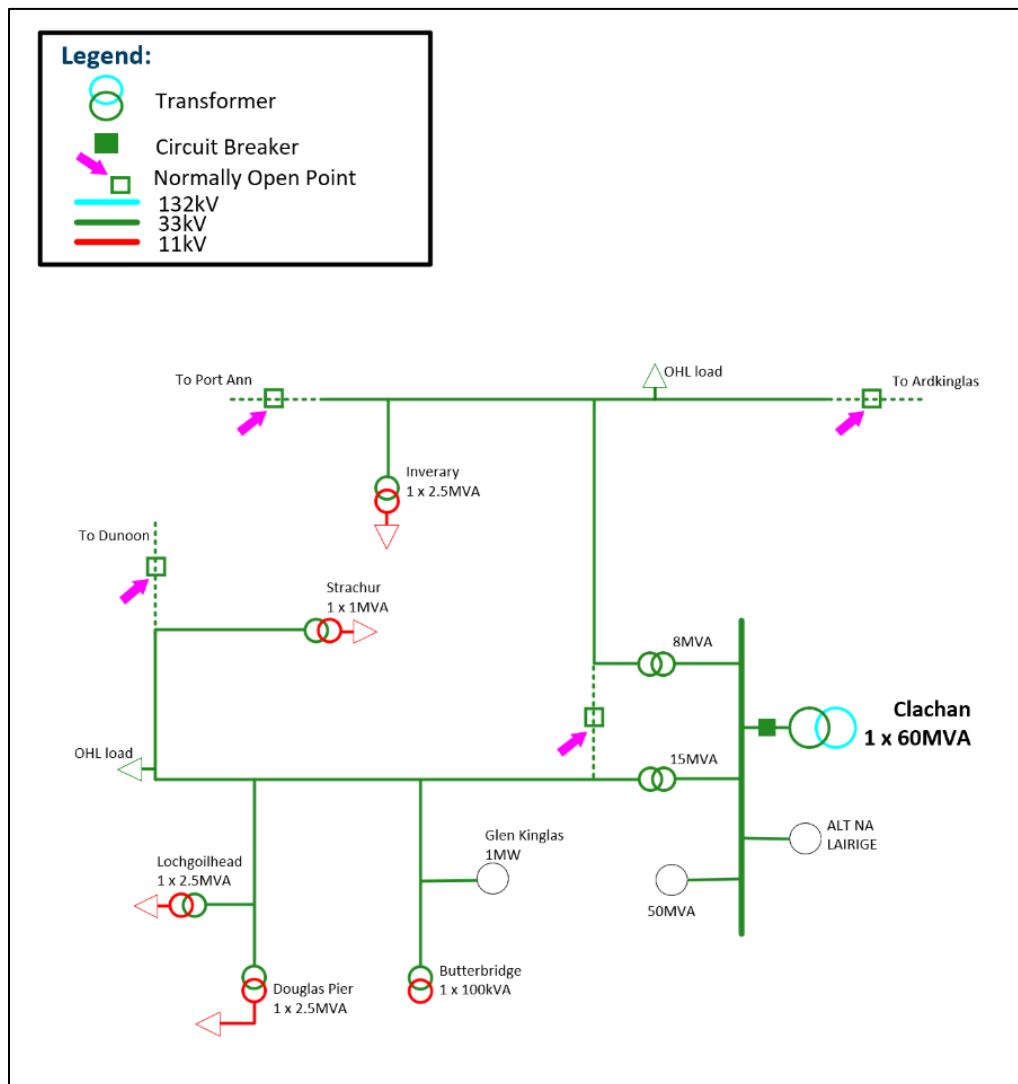 Legend:
Transformer
Circuit Breaker
Normally Open Point
132kV
33kV
11kV
To Port Ann
OHL load
To Ardkinglas
Inverary
1 x 2.5MVA
To Dunoon
Strachur
1 x 1MVA
8MVA
Clachan
1 x 60MVA
OHL load
15MVA
ALT NA
LAIRIGE
Glen Kinglas
1MW
Lochgoilhead
1 x 2.5MVA
50MVA
Butterbridge
1 x 100kVA
Douglas Pier
1 x 2.5MVA